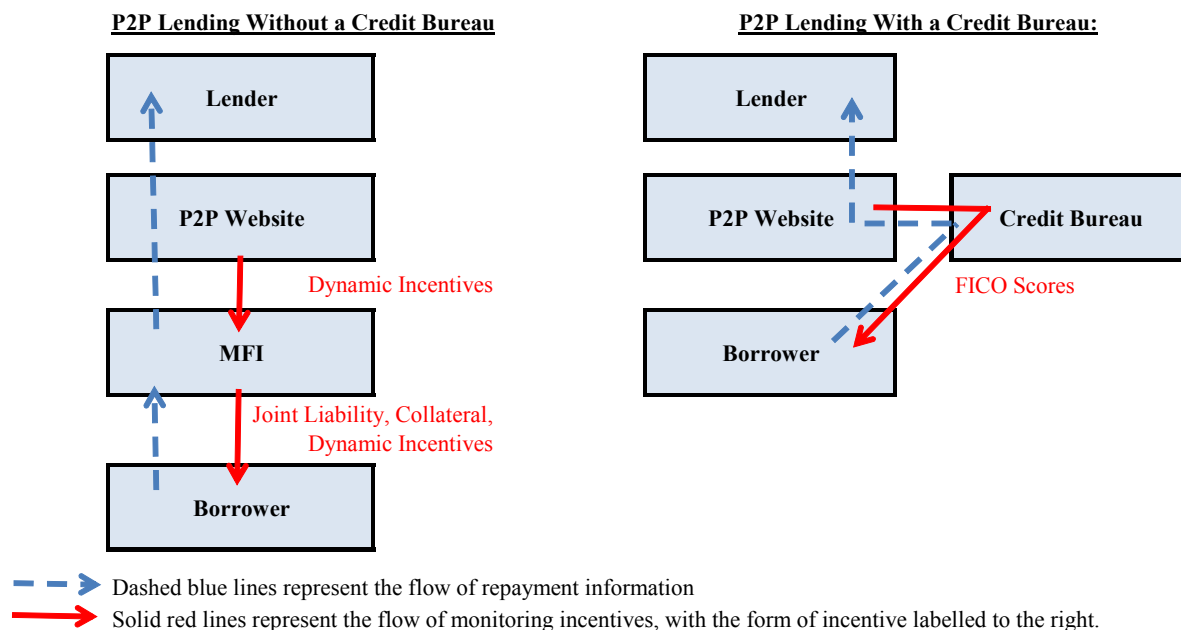 P2P Lending Without a Credit Bureau
Lender
P2P Website
Dynamic Incentives
MFI
Joint Liability, Collateral,
Dynamic Incentives
Borrower
P2P Lending With a Credit Bureau:
Lender
P2P Website
Credit Bureau
FICO Scores
Borrower
Dashed blue lines represent the flow of repayment information
Solid red lines represent the flow of monitoring incentives, with the form of incentive labelled to the right.